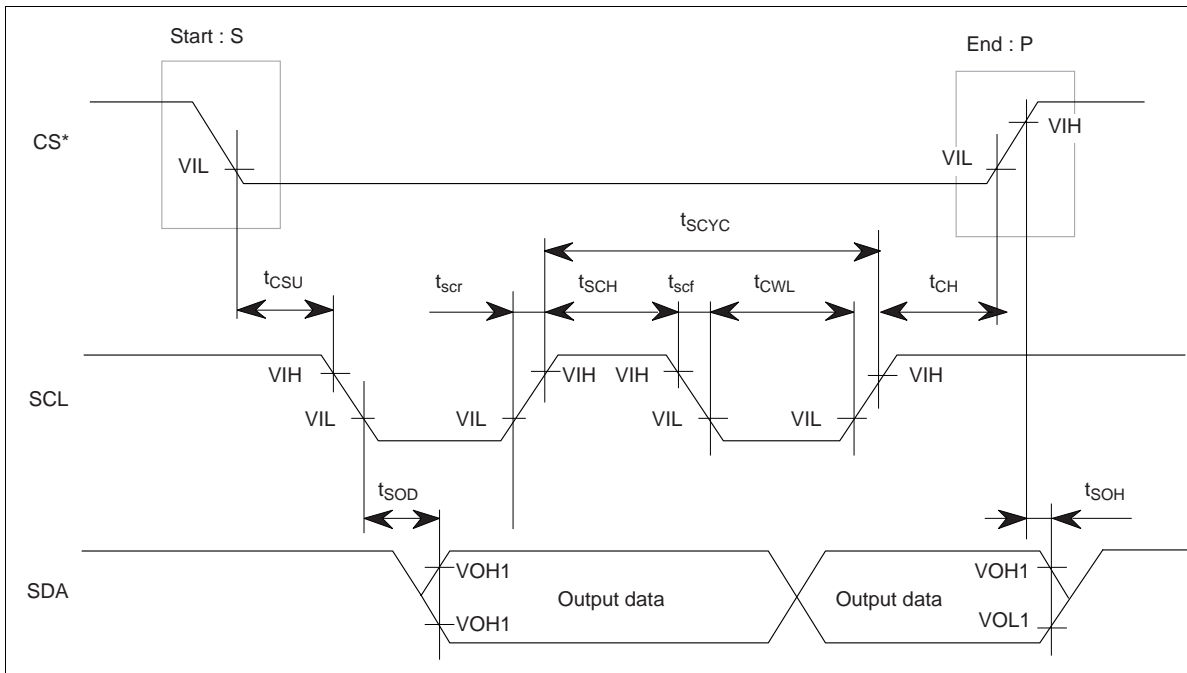 Start : S
End : P
CS*
VIL
VIL
VIH
tSCYC
tCSU
tscr
tSCH
tscf
tCWL
tCH
SCL
VIH
VIL
VIL
VIH
VIH
VIL
VIL
VIH
tSOD
tSOH
SDA
VOH1
VOH1
Output data
Output data
VOH1
VOL1